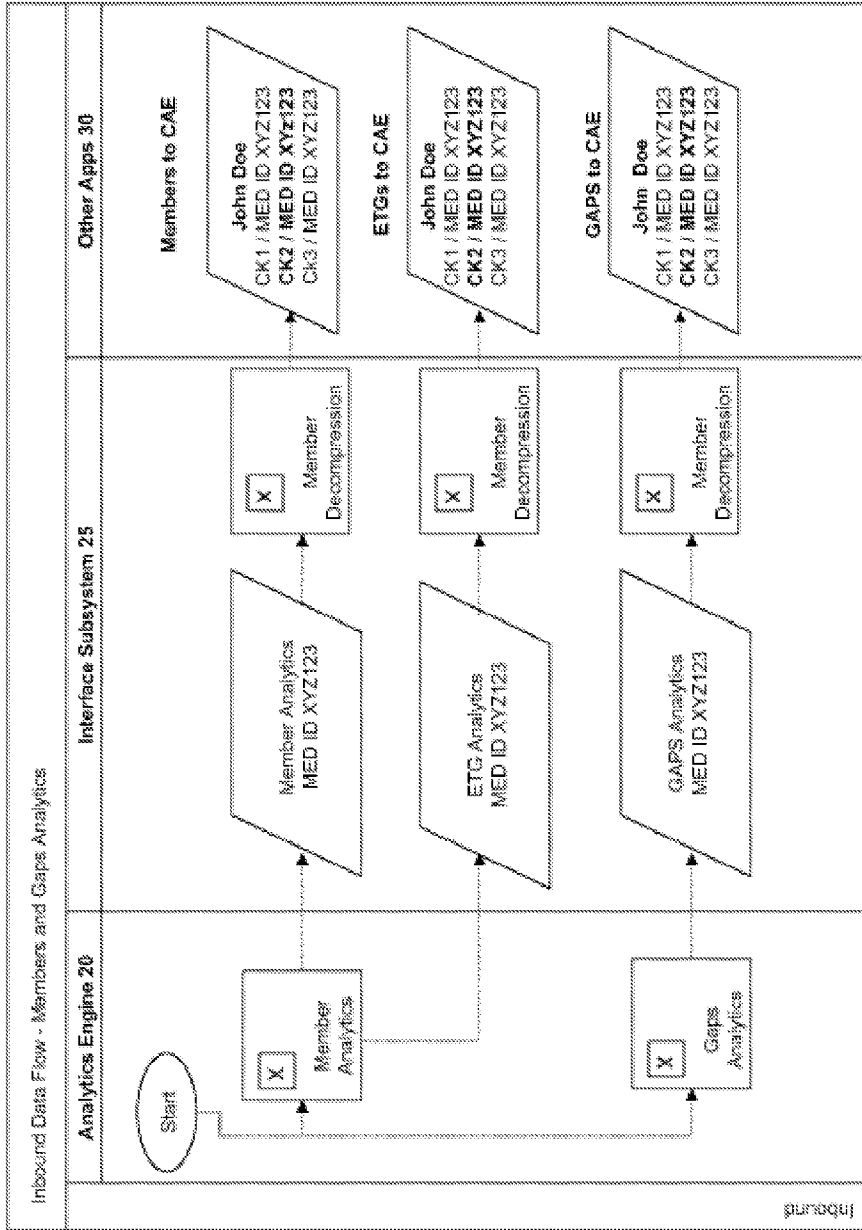 Inbound Data Flow - Members and Gaps Analytics
Analytics Engine 20
Interface Subsystem 25
Other Apps 30
Inbound
Start
X
Member
Analytics
X
Gaps
Analytics
Member Analytics
MED ID XYZ123
ETG Analytics
MED ID XYZ123
GAPS Analytics
MED ID XYZ123
X
Member
Decompression
X
Member
Decompression
X
Member
Decompression
Members to CAE
John Doe
CK1 / MED ID XYZ123
CK2 / MED ID XYz123
Ck3 / MED ID XYZ123
ETGs to CAE
John Doe
CK1 / MED ID XYZ123
CK2 / MED ID XYZ123
CK3 / MED ID XYZ123
GAPS to CAE
John Doe
CK1 / MED ID XYZ123
CK2 / MED ID XYZ123
CK3 / MED ID XYZ123